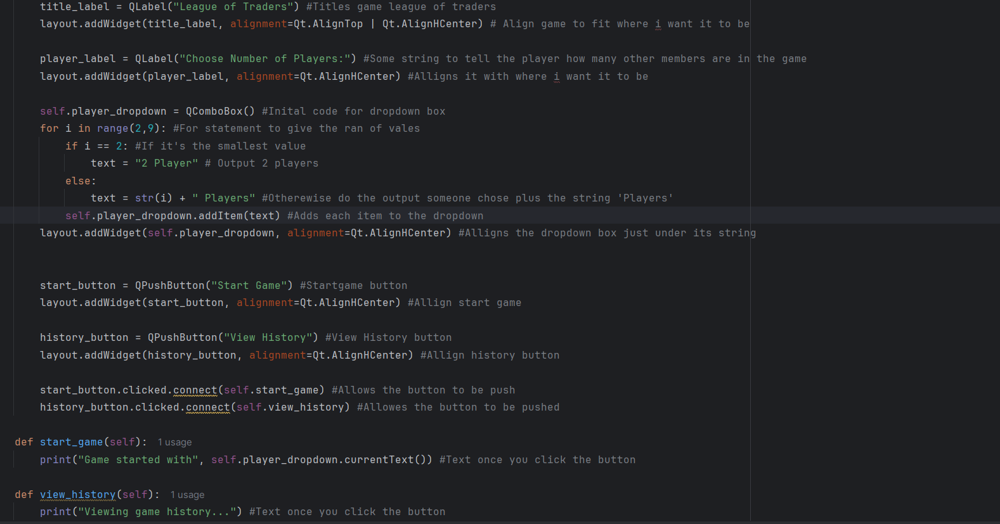 title_label = QLabel("League of Traders") #Titles game league of traders
layout.addWidget(title_label, alignment=Qt.AlignTop | Qt.AlignHCenter) # Align game to fit where i want it to be
player_label = QLabel("Choose Number of Players:") #Some string to tell the player how many other members are in the game
layout.addWidget(player_label, alignment=Qt.AlignHCenter) #Alligns it with where i want it to be
self.player_dropdown = QComboBox() #Inital code for dropdown box
for i in range(2,9): #For statement to give the ran of vales
if i == 2: #If it's the smallest value
text = "2 Player" # Output 2 players
else:
text = str(i) + " Players" #Otherewise do the output someone chose plus the string 'Players'
self.player_dropdown.addItem(text) #Adds each item to the dropdown
layout.addWidget(self.player_dropdown, alignment=Qt.AlignHCenter) #Alligns the dropdown box just under its string
start_button = QPushButton("Start Game") #Startgame button
layout.addWidget(start_button, alignment=Qt.AlignHCenter) #Allign start game
history_button = QPushButton("View History") #View History button
layout.addWidget(history_button, alignment=Qt.AlignHCenter) #Allign history button
start_button.clicked.connect(self.start_game) #Allows the button to be push
history_button.clicked.connect(self.view_history) #Allowes the button to be pushed
def start_game(self): 1 usage
print("Game started with", self.player_dropdown.currentText()) #Text once you click the button
def view_history(self): 1 usage
print("Viewing game history...") #Text once you click the button